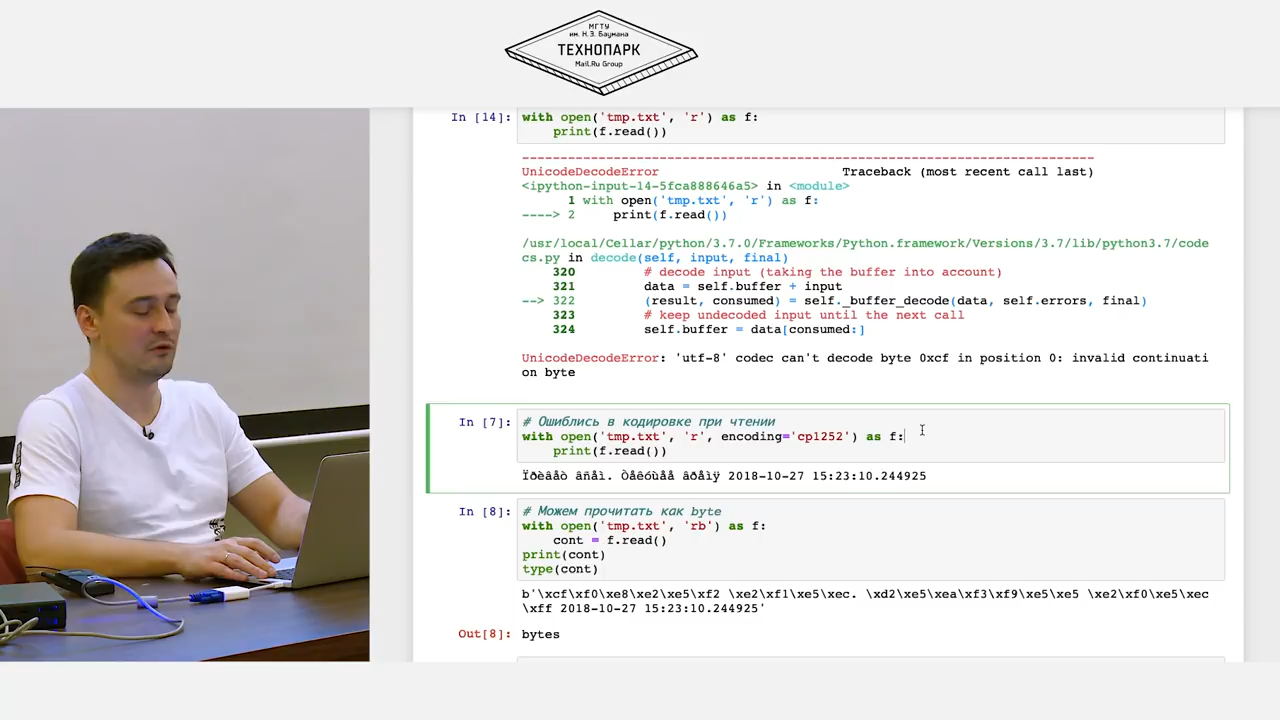 МГТУ
им. Н.Э. Баумана
ТЕХНОПАРК
Mail.Ru Group
In [14]: with open('tmp.txt', 'r') as f:
print(f.read())
---------------------------------------------------------------------------
UnicodeDecodeError Traceback (most recent call last)
<ipython-input-14-5fca888646a5> in <module>
1 with open('tmp.txt', 'r') as f:
----> 2 print(f.read())
/usr/local/Cellar/python/3.7.0/Frameworks/Python.framework/Versions/3.7/lib/python3.7/code
cs.py in decode(self, input, final)
320 # decode input (taking the buffer into account)
321 data = self.buffer + input
--> 322 (result, consumed) = self._buffer_decode(data, self.errors, final)
323 # keep undecoded input until the next call
324 self.buffer = data[consumed:]
UnicodeDecodeError: 'utf-8' codec can't decode byte 0xcf in position 0: invalid continuati
on byte
In [7]: # Ошиблись в кодировке при чтении
with open('tmp.txt', 'r', encoding='cp1252') as f:
print(f.read())
Ïðèâåò âñåì. Òåêóùåå âðåìÿ 2018-10-27 15:23:10.244925
In [8]: # Можем прочитать как byte
with open('tmp.txt', 'rb') as f:
cont = f.read()
print(cont)
type(cont)
b'\xcf\xf0\xe8\xe2\xe5\xf2 \xe2\xf1\xe5\xec. \xd2\xe5\xea\xf3\xf9\xe5\xe5 \xe2\xf0\xe5\xec
\xff 2018-10-27 15:23:10.244925'
Out[8]: bytes